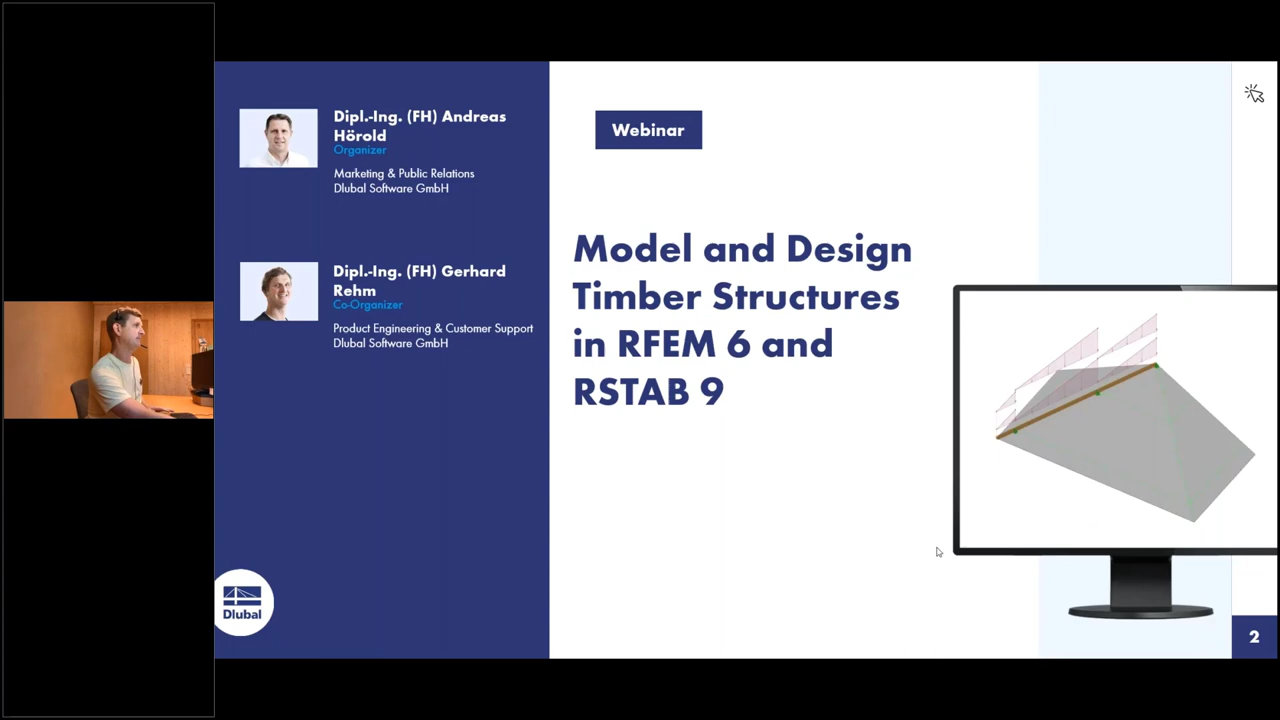 Dipl.-Ing. (FH) Andreas
Hörold
Organizer
Marketing & Public Relations
Dlubal Software GmbH
Dipl.-Ing. (FH) Gerhard
Rehm
Co-Organizer
Product Engineering & Customer Support
Dlubal Software GmbH
Dlubal
Webinar
Model and Design
Timber Structures
in RFEM 6 and
RSTAB 9
2